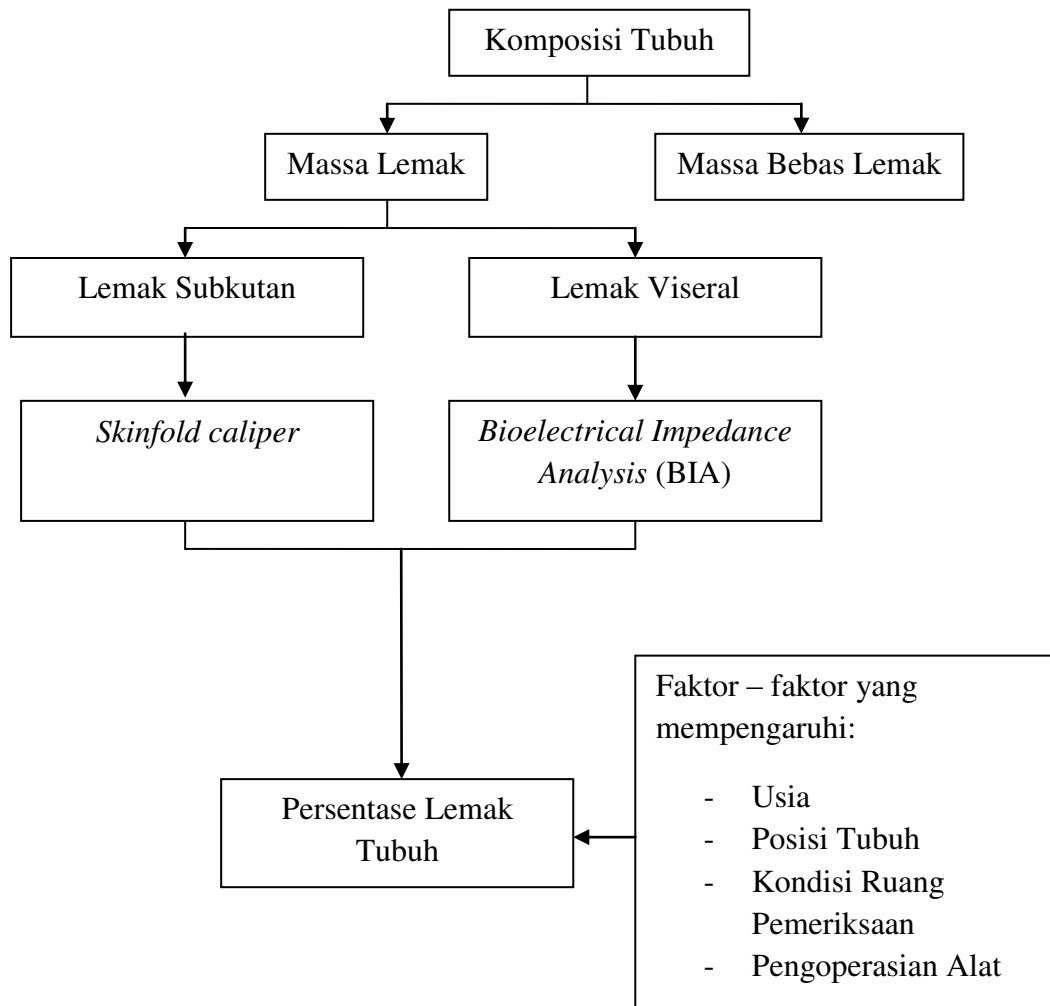 Komposisi Tubuh
Massa Lemak
Massa Bebas Lemak
Lemak Subkutan
Lemak Viseral
Skinfold caliper
Bioelectrical Impedance
Analysis (BIA)
Faktor – faktor yang
mempengaruhi:
- Usia
- Posisi Tubuh
- Kondisi Ruang
Pemeriksaan
- Pengoperasian Alat
Persentase Lemak
Tubuh